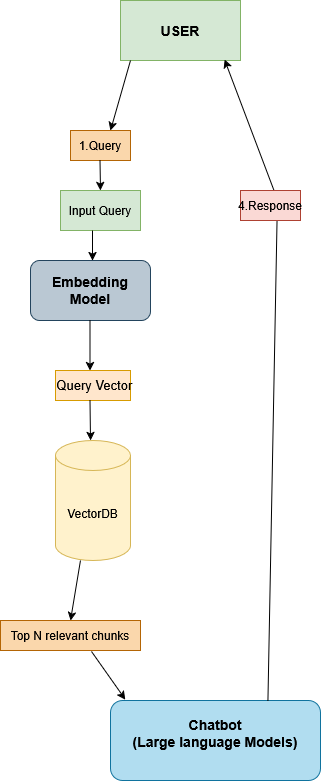 USER
1.Query
Input Query
4.Response
Embedding
Model
Query Vector
VectorDB
Top N relevant chunks
Chatbot
(Large language Models)